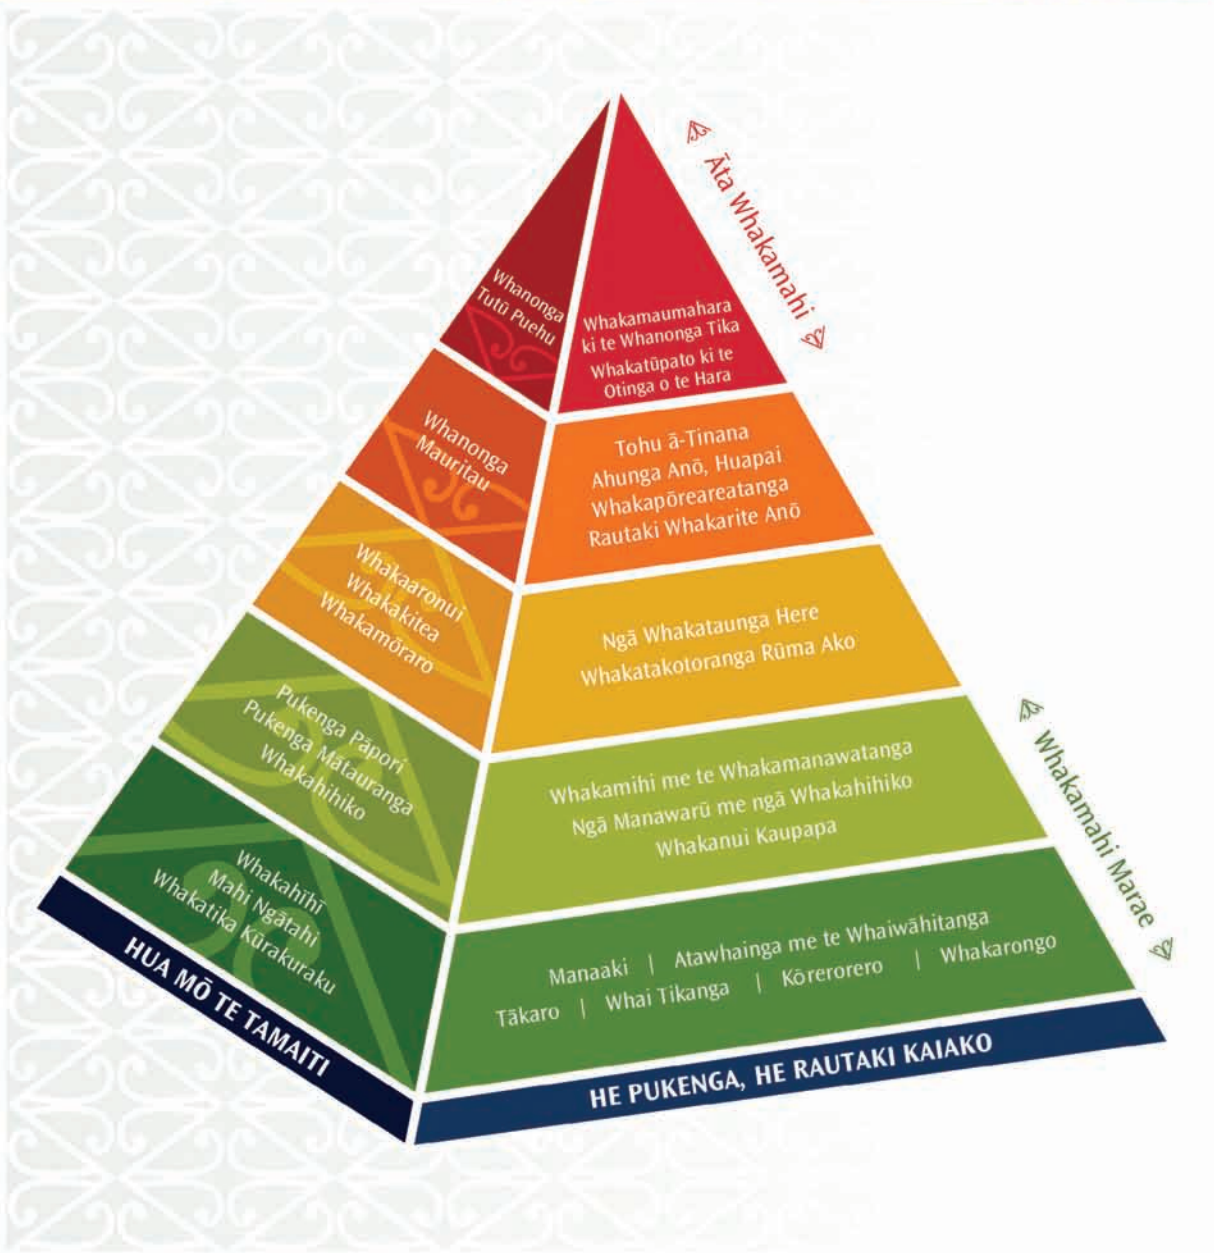 Āta Whakamahi
Whanonga
Tutū Puehu
Whakamaumahara
ki te Whanonga Tika
Whakatūpato ki te
Otinga o te Hara
Whanonga
Mauritau
Tohu ā-Tinana
Ahunga Anō, Huapai
Whakapōreareatanga
Rautaki Whakarite Anō
Whakaaronui
Whakakitea
Whakamōraro
Ngā Whakataunga Here
Whakatakotoranga Rūma Ako
Pukenga Pāpori
Pukenga Mātauranga
Whakahihiko
Whakamihi me te Whakamanawatanga
Ngā Manawarū me ngā Whakahihiko
Whakanui Kaupapa
Whakamahi Marae
Whakahīhī
Mahi Ngātahi
Whakatika Kūrakuraku
Manaaki | Atawhainga me te Whaiwāhitanga
Tākaro | Whai Tikanga | Kōrerorero | Whakarongo
HUA MŌ TE TAMAITI
HE PUKENGA, HE RAUTAKI KAIAKO